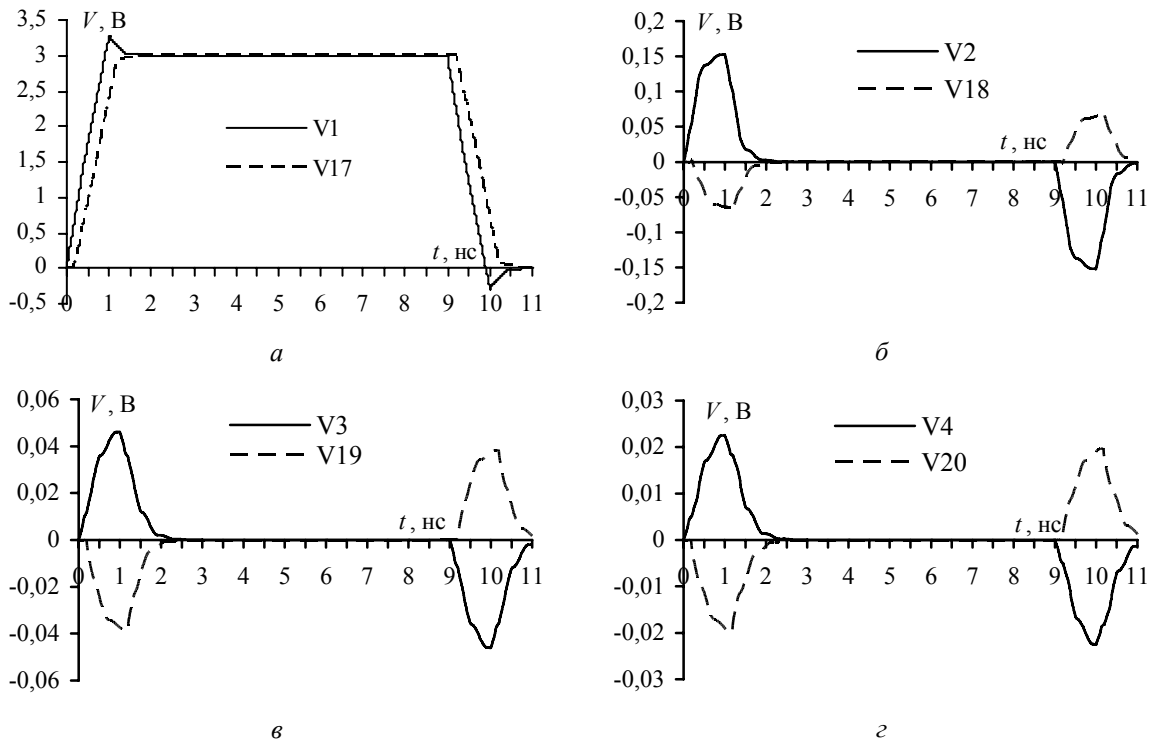 V, В
3,5
3
2,5
2
1,5
1
0,5
0
-0,5
V1
V17
t, нс
0 1 2 3 4 5 6 7 8 9 10 11
а
V, В
0,2
0,15
0,1
0,05
0
-0,05
-0,1
-0,15
-0,2
V2
V18
t, нс
0 1 2 3 4 5 6 7 8 9 10 11
б
V, В
0,06
0,04
0,02
0
-0,02
-0,04
-0,06
V3
V19
t, нс
0 1 2 3 4 5 6 7 8 9 10 11
в
V, В
0,03
0,02
0,01
0
-0,01
-0,02
-0,03
V4
V20
t, нс
0 1 2 3 4 5 6 7 8 9 10 11
г